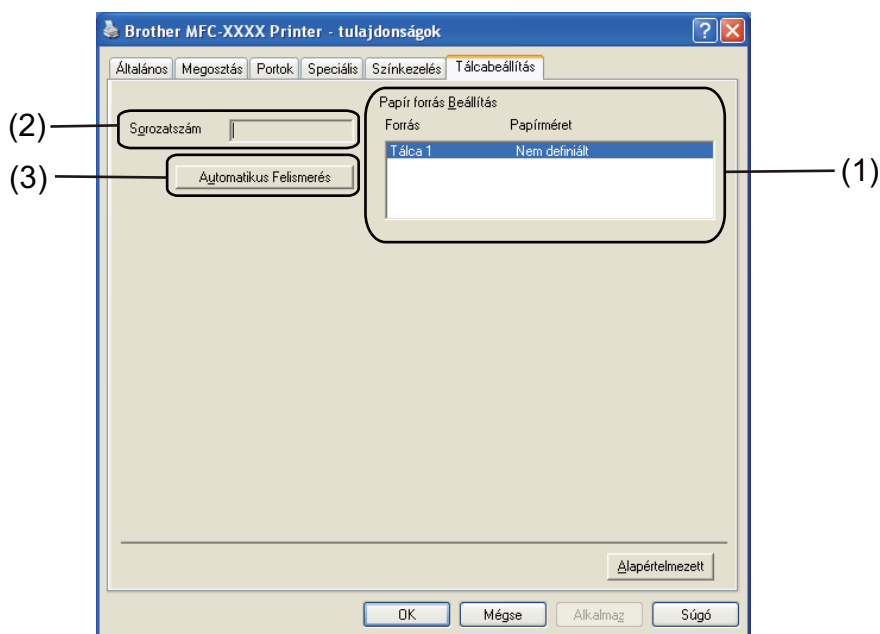 Brother MFC-XXXX Printer - tulajdonságok
Általános Megosztás Portok Speciális Színkezelés Tálcabeállítás
Papír forrás Beállítás
(2) Sorozatszám Forrás Papírméret
Tálca 1 Nem definiált
(3) Automatikus Felismerés (1)
Alapértelmezett
OK Mégse Alkalmaz Súgó